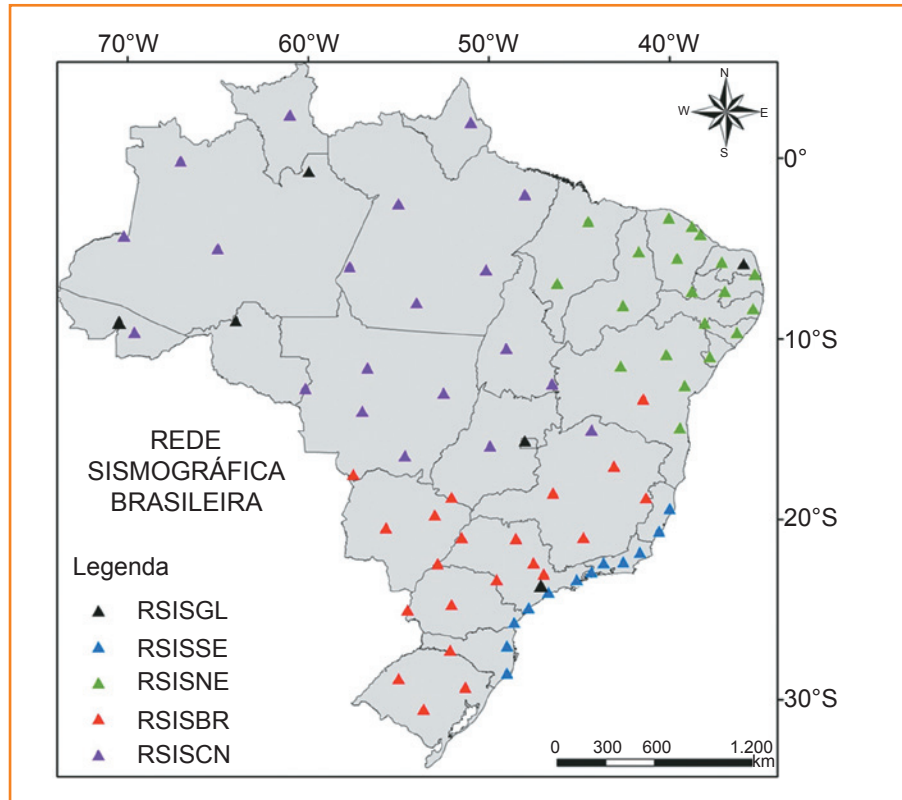 70°W 60°W 50°W 40°W
N
W E
S
0°
10°S
REDE
SISMOGRÁFICA
BRASILEIRA
20°S
Legenda
RSISGL
RSISSE
RSISNE
RSISBR
RSISCN
30°S
0 300 600 1.200
km